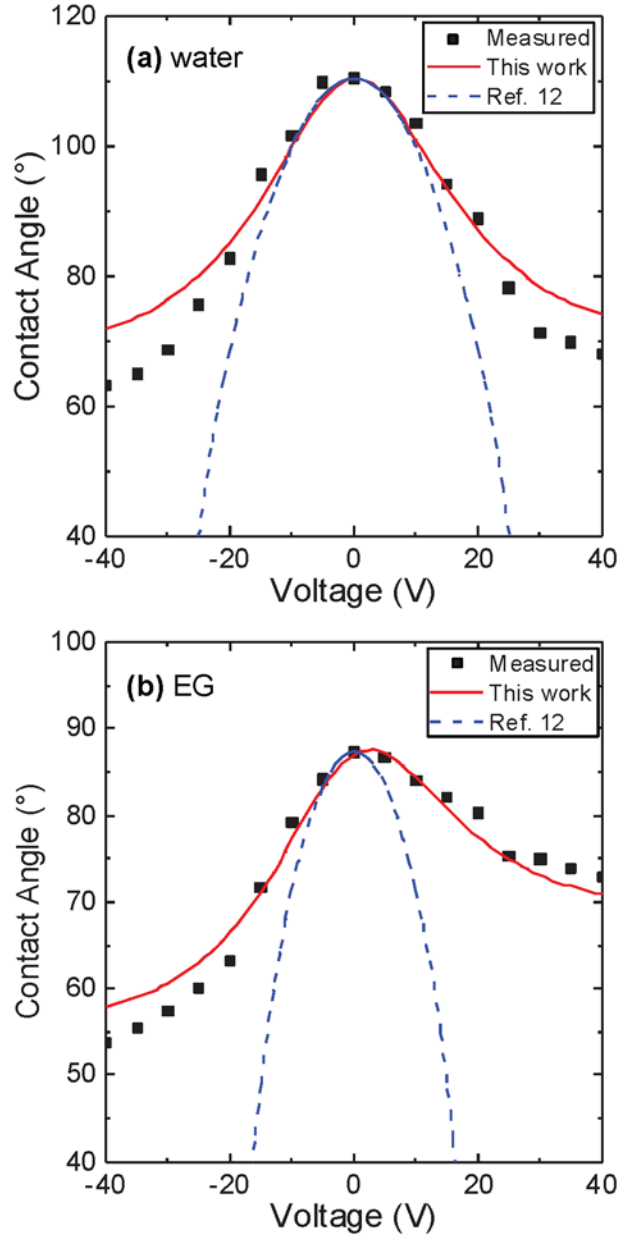 120
(a) water
Measured
This work
Ref. 12
100
80
60
40
Contact Angle (°)
-40 -20 0 20 40
Voltage (V)
100
(b) EG
Measured
This work
Ref. 12
90
80
70
60
50
40
Contact Angle (°)
-40 -20 0 20 40
Voltage (V)